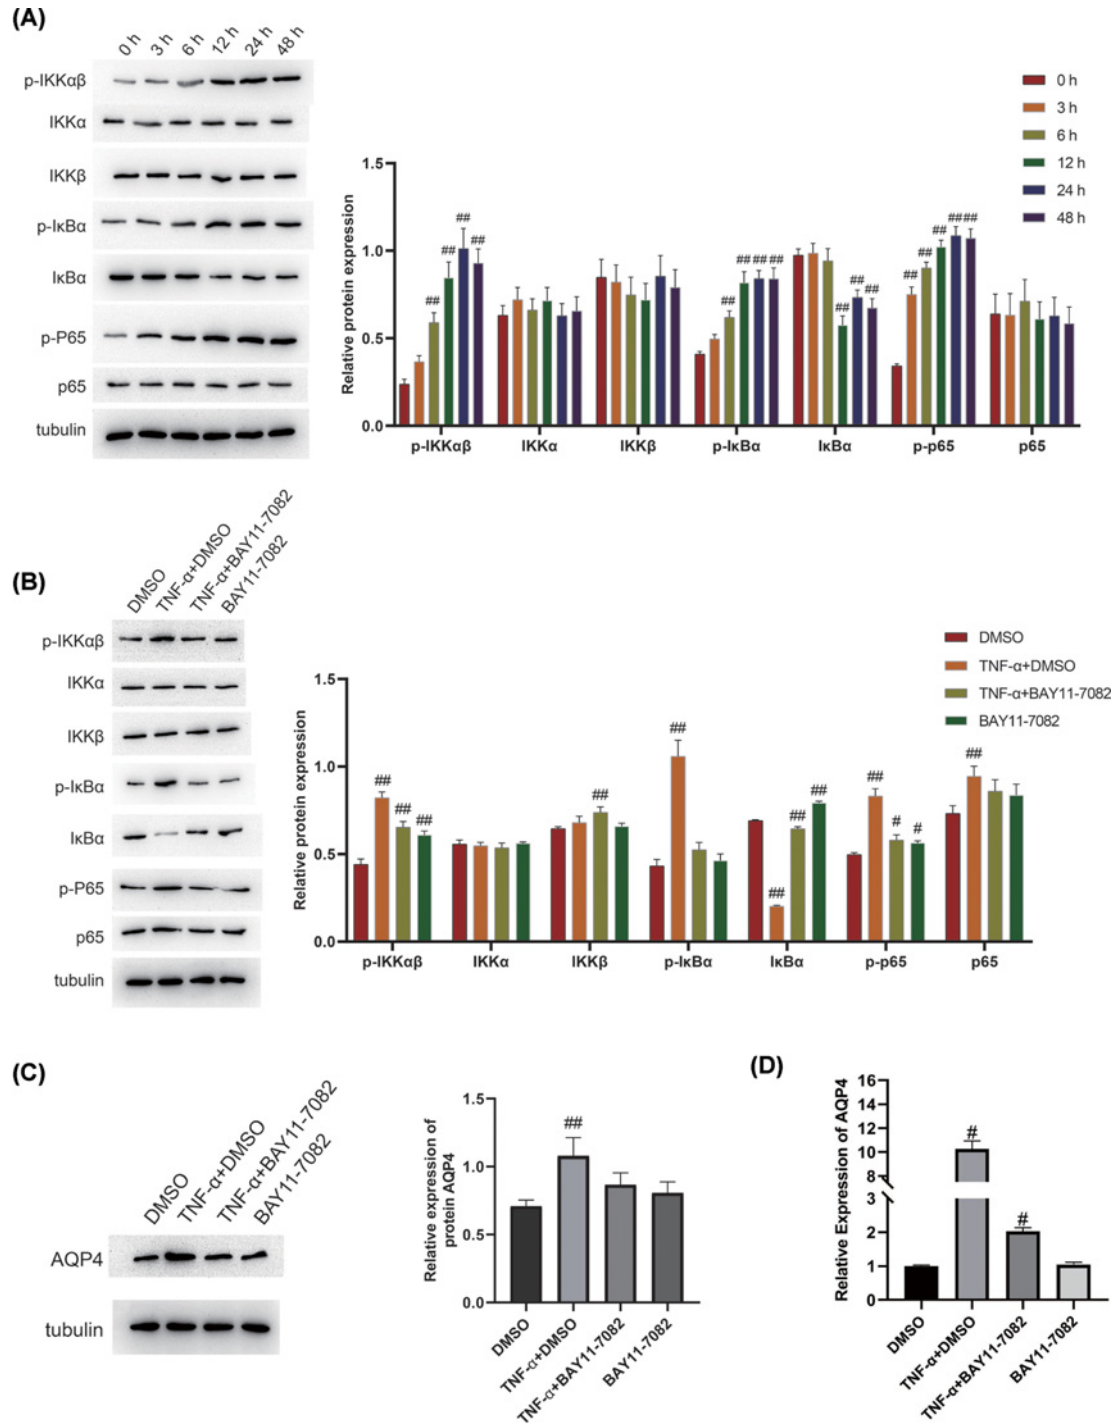 (A)
0 h 3 h 6 h 12 h 24 h 48 h
p-IKKαβ
IKKα
IKKβ
p-IκBα
IκBα
p-P65
p65
tubulin
0 h
3 h
6 h
12 h
24 h
48 h
Relative protein expression
1.5
1.0
0.5
0.0
## ## ## ##
## ## ## ##
## ## ##
## ## ## ## ##
p-IKKαβ IKKα IKKβ p-IκBα IκBα p-p65 p65
(B)
DMSO TNF-α+DMSO TNF-α+BAY11-7082 BAY11-7082
p-IKKαβ
IKKα
IKKβ
p-IκBα
IκBα
p-P65
p65
tubulin
DMSO
TNF-α+DMSO
TNF-α+BAY11-7082
BAY11-7082
Relative protein expression
1.5
1.0
0.5
0.0
## ## ##
##
##
## ## ##
## # #
##
p-IKKαβ IKKα IKKβ p-IκBα IκBα p-p65 p65
(C)
DMSO TNF-α+DMSO TNF-α+BAY11-7082 BAY11-7082
AQP4
tubulin
Relative expression of
protein AQP4
1.5
1.0
0.5
0.0
##
DMSO TNF-α+DMSO TNF-α+BAY11-7082 BAY11-7082
(D)
Relative Expression of AQP4
16
14
12
10
8
3
2
1
0
# #
DMSO TNF-α+DMSO TNF-α+BAY11-7082 BAY11-7082